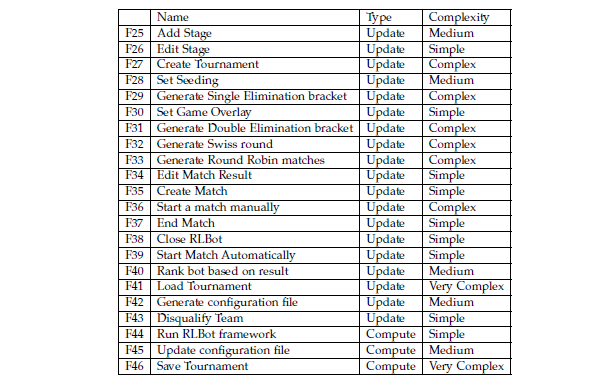 Name Type Complexity
F25 Add Stage Update Medium
F26 Edit Stage Update Simple
F27 Create Tournament Update Complex
F28 Set Seeding Update Medium
F29 Generate Single Elimination bracket Update Complex
F30 Set Game Overlay Update Simple
F31 Generate Double Elimination bracket Update Complex
F32 Generate Swiss round Update Complex
F33 Generate Round Robin matches Update Complex
F34 Edit Match Result Update Simple
F35 Create Match Update Simple
F36 Start a match manually Update Complex
F37 End Match Update Simple
F38 Close RLBot Update Simple
F39 Start Match Automatically Update Simple
F40 Rank bot based on result Update Medium
F41 Load Tournament Update Very Complex
F42 Generate configuration file Update Medium
F43 Disqualify Team Update Simple
F44 Run RLBot framework Compute Simple
F45 Update configuration file Compute Medium
F46 Save Tournament Compute Very Complex